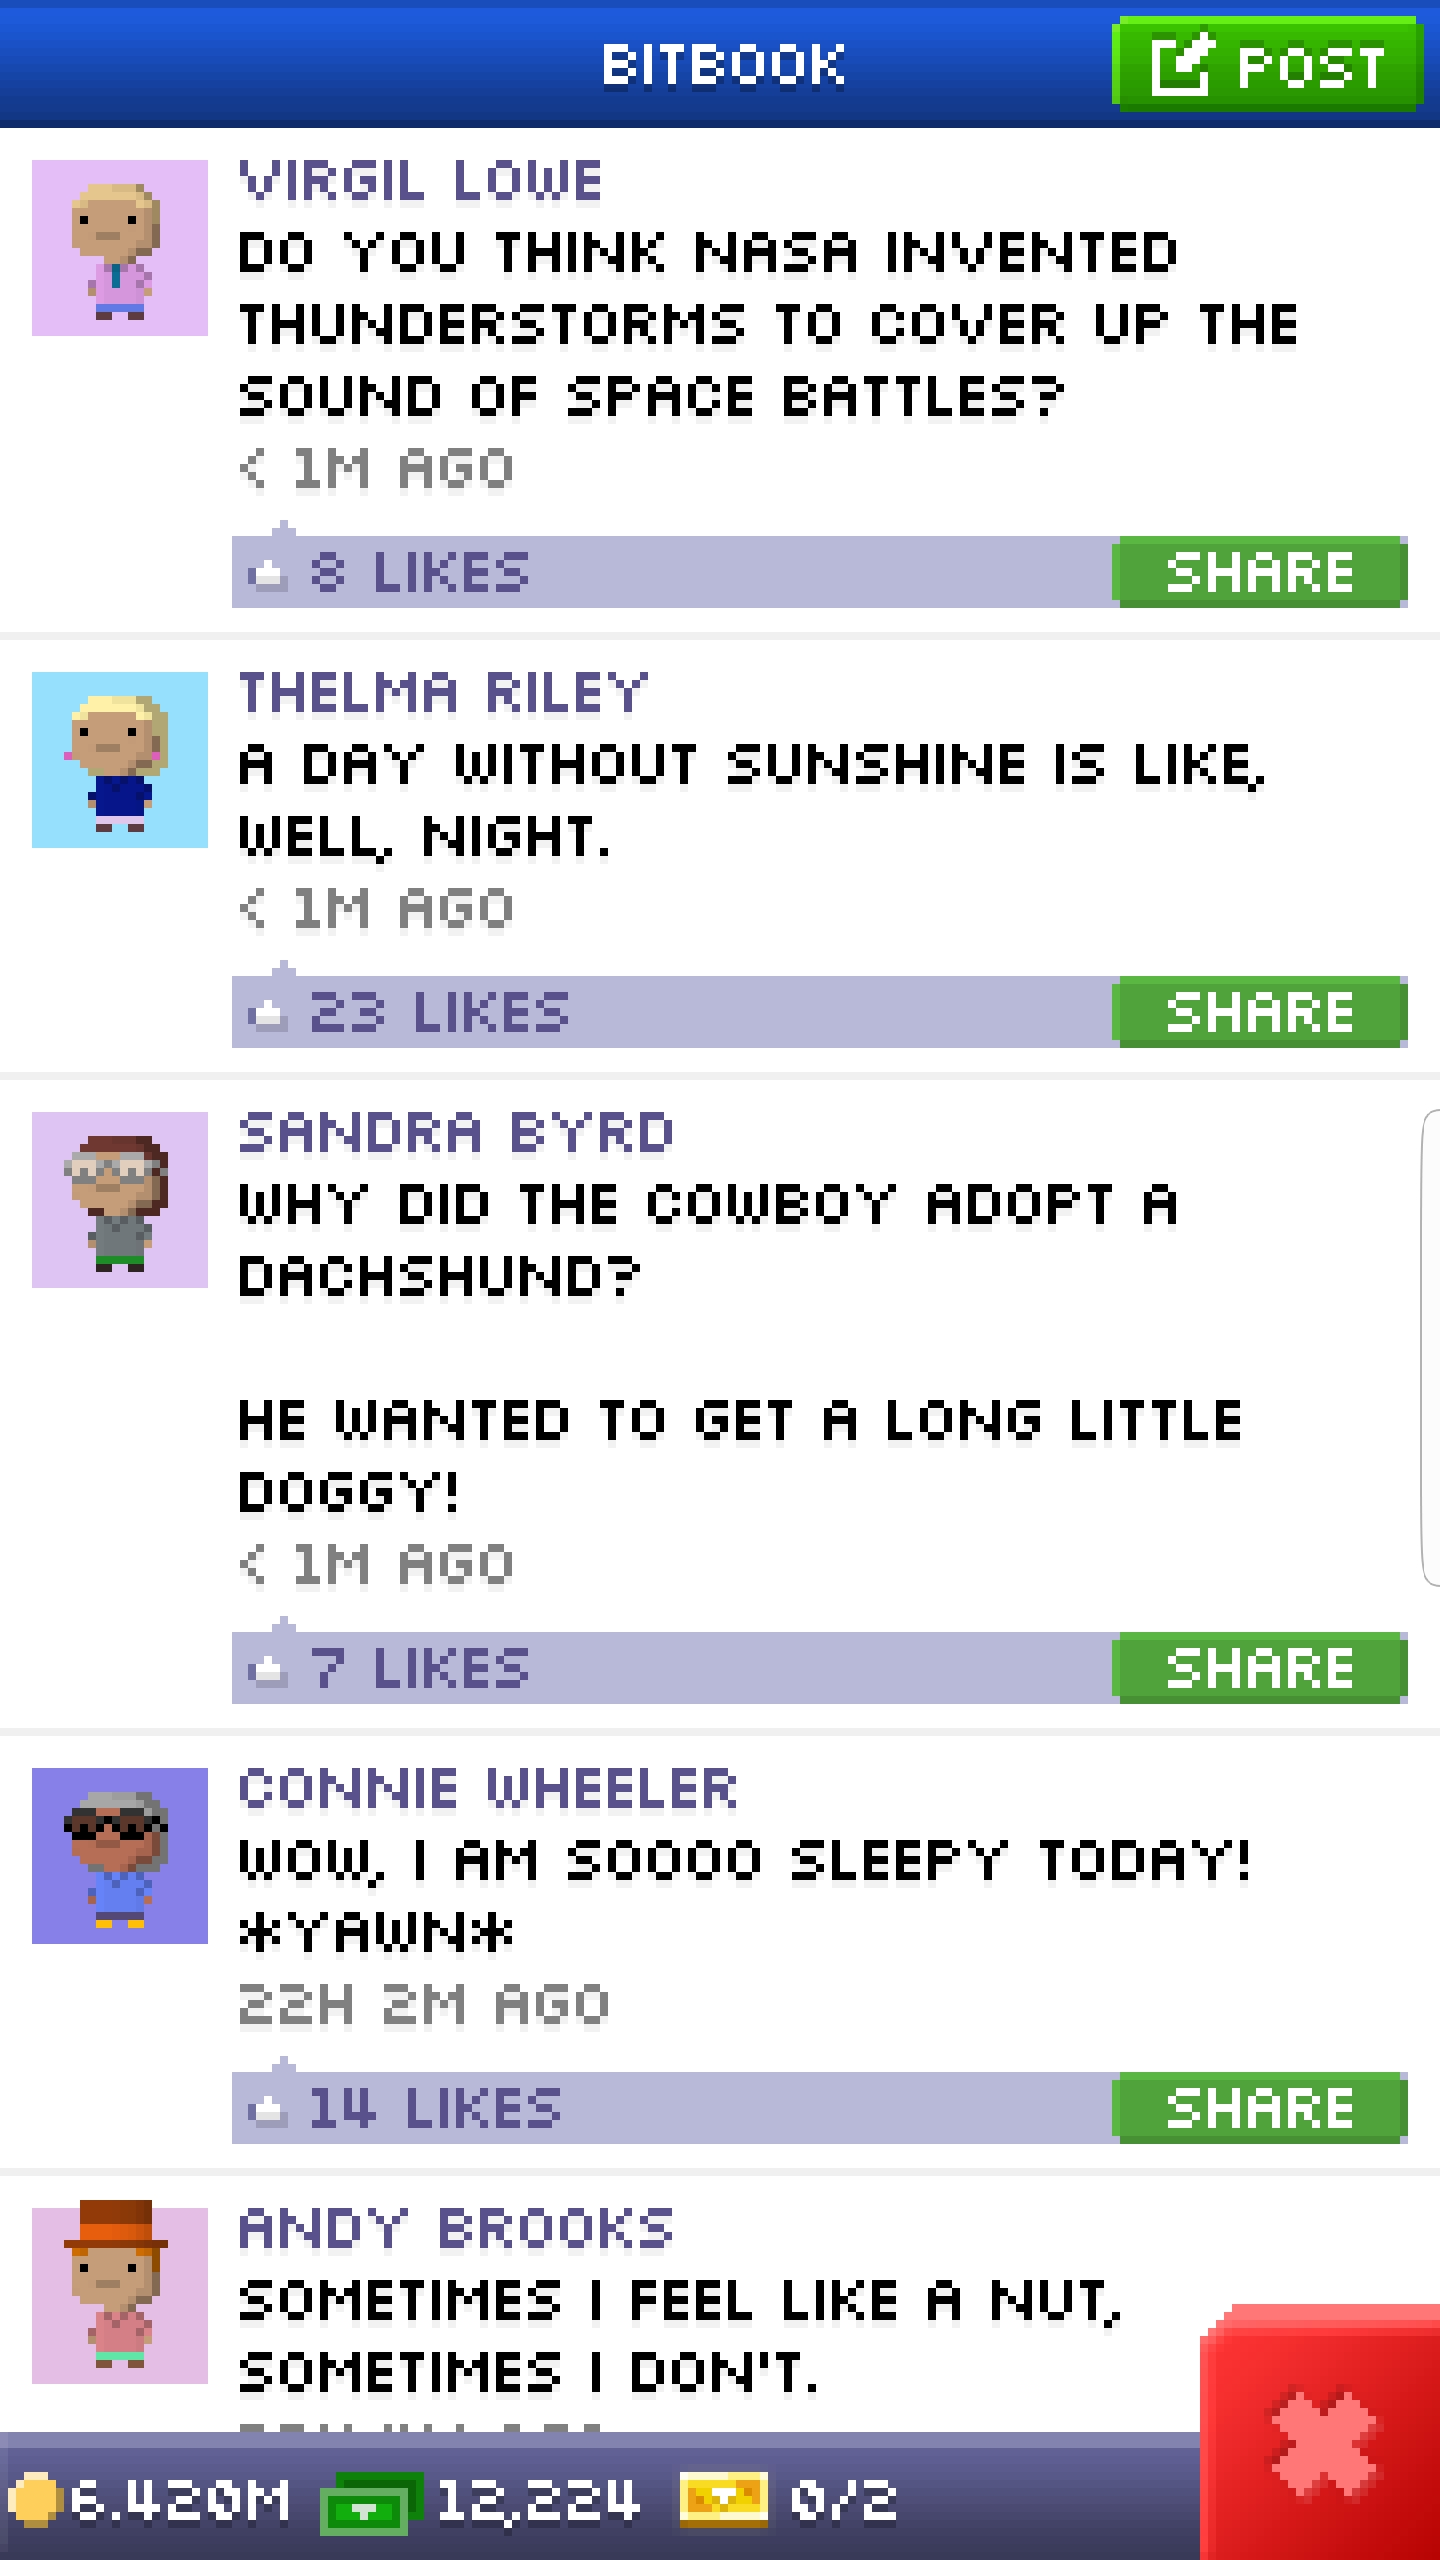 BITBOOK
POST
VIRGIL LOWE
DO YOU THINK NASA INVENTED
THUNDERSTORMS TO COVER UP THE
SOUND OF SPACE BATTLES?
< 1M AGO
8 LIKES
SHARE
THELMA RILEY
A DAY WITHOUT SUNSHINE IS LIKE,
WELL, NIGHT.
< 1M AGO
23 LIKES
SHARE
SANDRA BYRD
WHY DID THE COWBOY ADOPT A
DACHSHUND?
HE WANTED TO GET A LONG LITTLE
DOGGY!
< 1M AGO
7 LIKES
SHARE
CONNIE WHEELER
WOW, I AM SOOOO SLEEPY TODAY!
*YAWN*
22H 2M AGO
14 LIKES
SHARE
ANDY BROOKS
SOMETIMES I FEEL LIKE A NUT,
SOMETIMES I DON'T.
6.420M
12,224
0/2